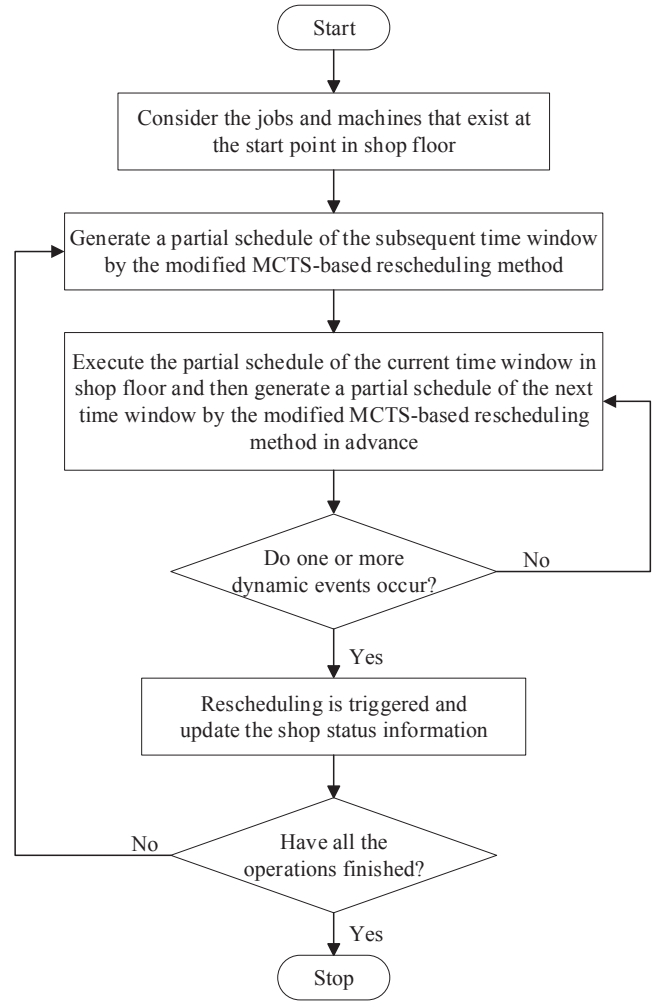 Start
Consider the jobs and machines that exist at
the start point in shop floor
Generate a partial schedule of the subsequent time window
by the modified MCTS-based rescheduling method
Execute the partial schedule of the current time window in
shop floor and then generate a partial schedule of the next
time window by the modified MCTS-based rescheduling
method in advance
Do one or more
dynamic events occur?
No
Yes
Rescheduling is triggered and
update the shop status information
No
Have all the
operations finished?
Yes
Stop